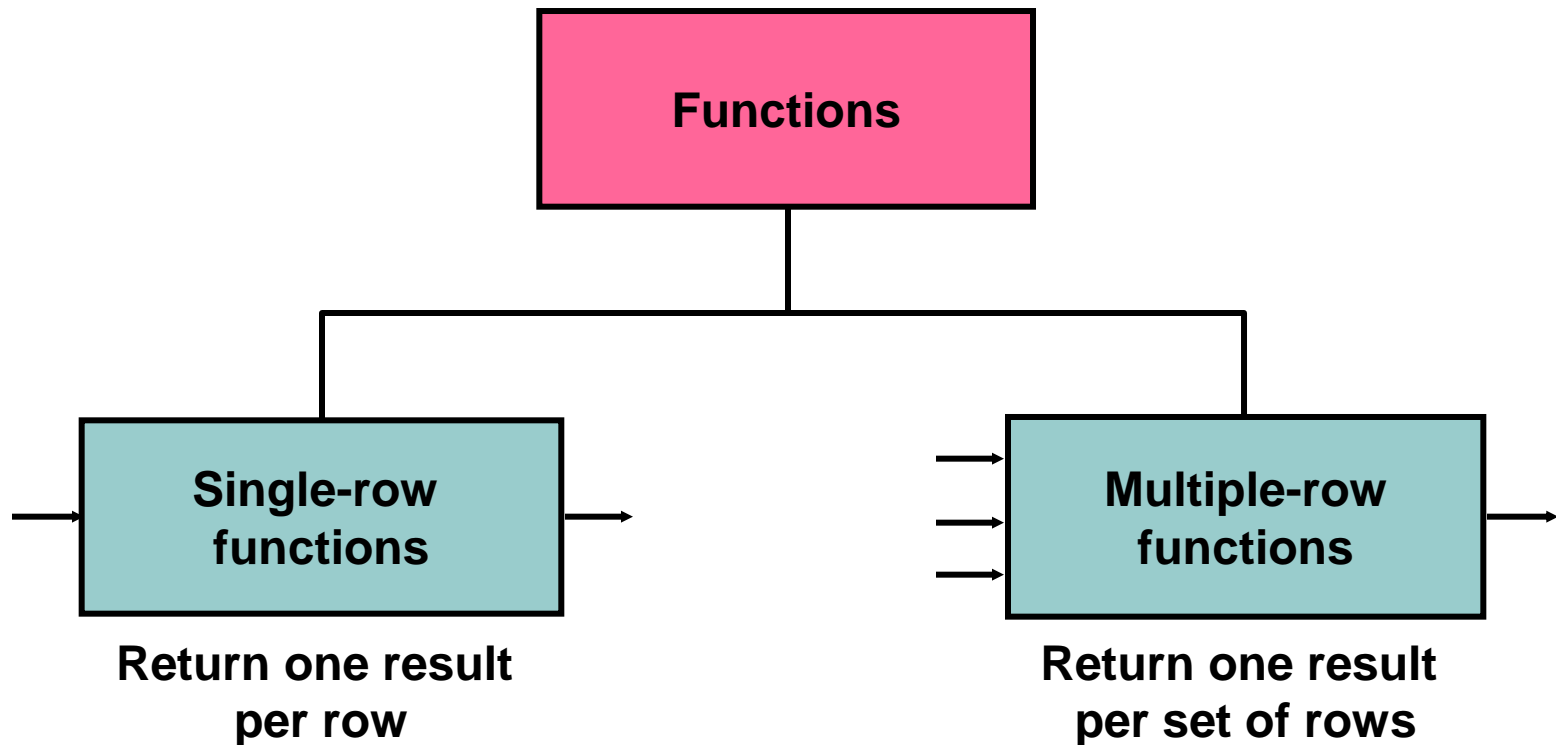 Functions
Single-row
functions
Multiple-row
functions
Return one result
per row
Return one result
per set of rows